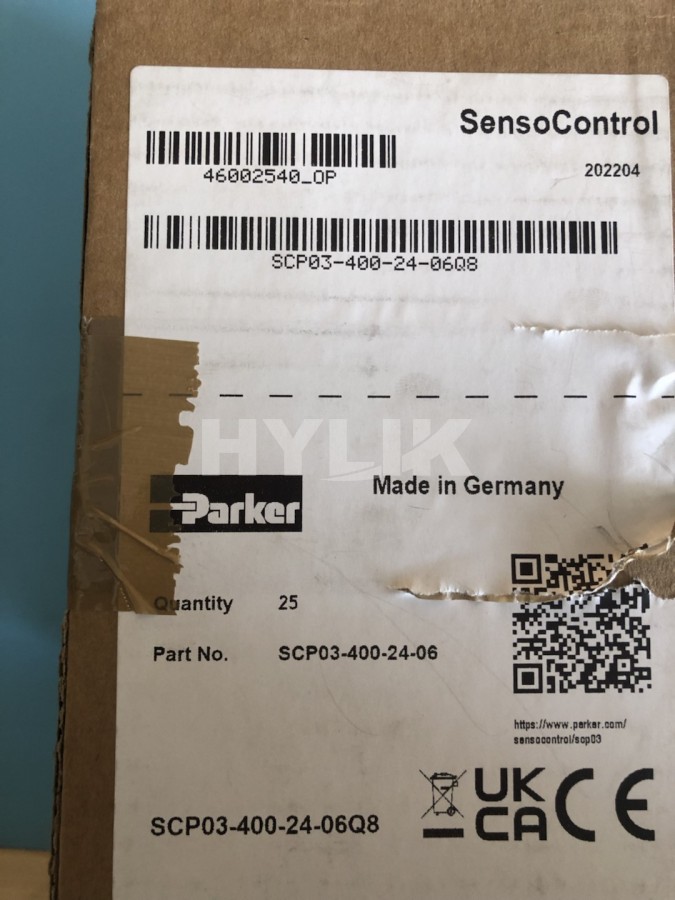 SensoControl
46002540_OP
202204
SCP03-400-24-06Q8
HYLIK
Parker
Made in Germany
Quantity 25
Part No. SCP03-400-24-06
https://www.parker.com/
sensocontrol/scp03
SCP03-400-24-06Q8
UK
CA
CE